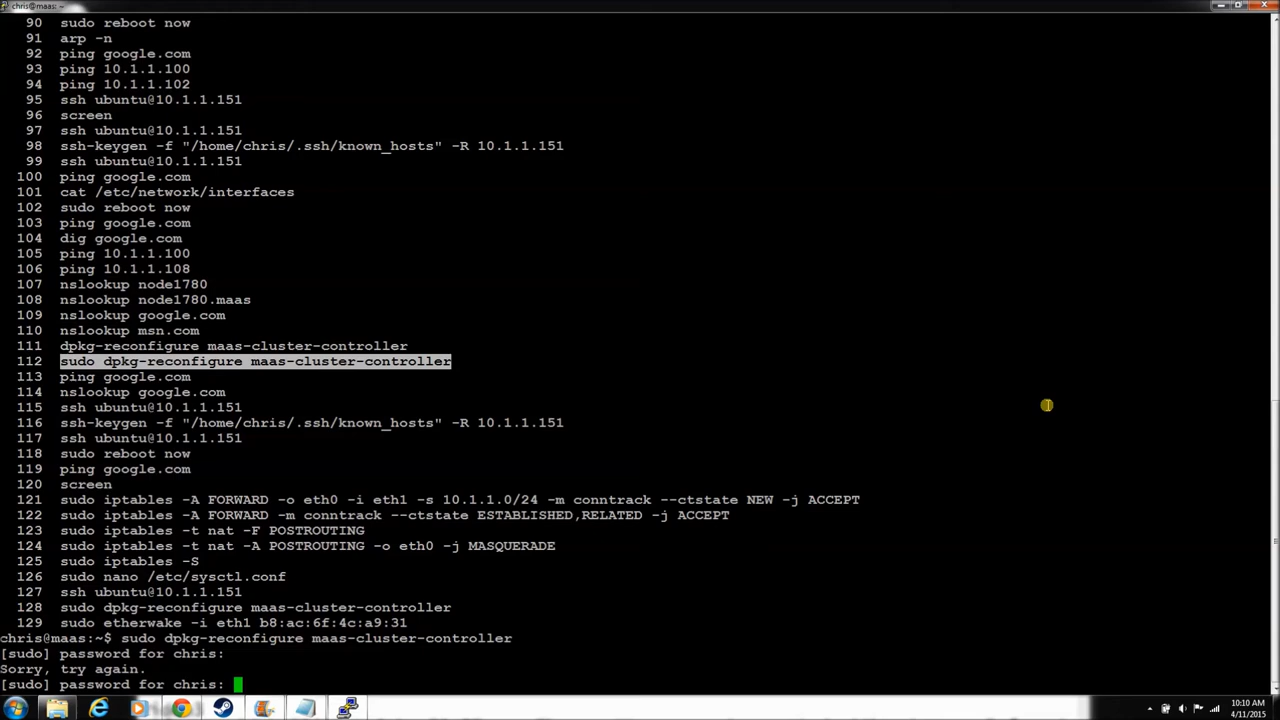 chris@maas: ~
90 sudo reboot now
91 arp -n
92 ping google.com
93 ping 10.1.1.100
94 ping 10.1.1.102
95 ssh ubuntu@10.1.1.151
96 screen
97 ssh ubuntu@10.1.1.151
98 ssh-keygen -f "/home/chris/.ssh/known_hosts" -R 10.1.1.151
99 ssh ubuntu@10.1.1.151
100 ping google.com
101 cat /etc/network/interfaces
102 sudo reboot now
103 ping google.com
104 dig google.com
105 ping 10.1.1.100
106 ping 10.1.1.108
107 nslookup node1780
108 nslookup node1780.maas
109 nslookup google.com
110 nslookup msn.com
111 dpkg-reconfigure maas-cluster-controller
112 sudo dpkg-reconfigure maas-cluster-controller
113 ping google.com
114 nslookup google.com
115 ssh ubuntu@10.1.1.151
116 ssh-keygen -f "/home/chris/.ssh/known_hosts" -R 10.1.1.151
117 ssh ubuntu@10.1.1.151
118 sudo reboot now
119 ping google.com
120 screen
121 sudo iptables -A FORWARD -o eth0 -i eth1 -s 10.1.1.0/24 -m conntrack --ctstate NEW -j ACCEPT
122 sudo iptables -A FORWARD -m conntrack --ctstate ESTABLISHED,RELATED -j ACCEPT
123 sudo iptables -t nat -F POSTROUTING
124 sudo iptables -t nat -A POSTROUTING -o eth0 -j MASQUERADE
125 sudo iptables -S
126 sudo nano /etc/sysctl.conf
127 ssh ubuntu@10.1.1.151
128 sudo dpkg-reconfigure maas-cluster-controller
129 sudo etherwake -i eth1 b8:ac:6f:4c:a9:31
chris@maas:~$ sudo dpkg-reconfigure maas-cluster-controller
[sudo] password for chris:
Sorry, try again.
[sudo] password for chris:
10:10 AM
4/11/2015